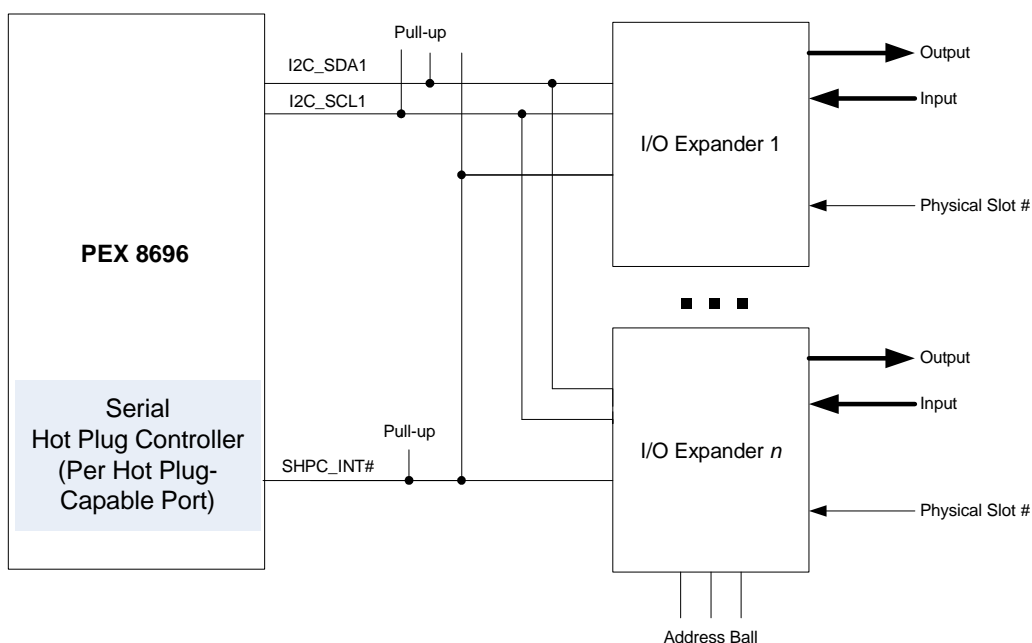 Pull-up
I2C_SDA1
I2C_SCL1
PEX 8696
Serial
Hot Plug Controller
(Per Hot Plug-
Capable Port)
Pull-up
SHPC_INT#
I/O Expander 1
Output
Input
Physical Slot #
I/O Expander n
Output
Input
Physical Slot #
Address Ball